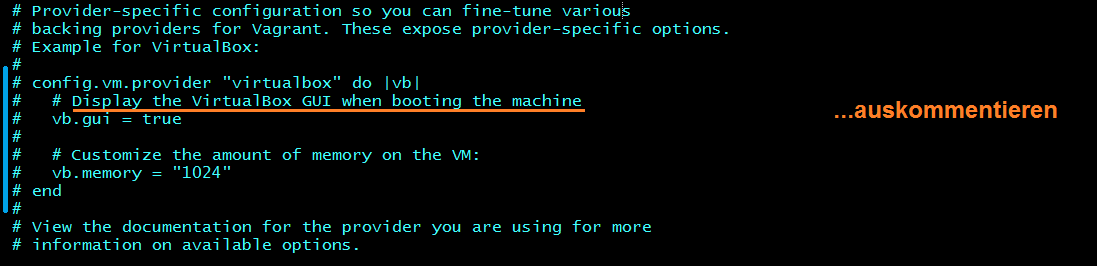 # Provider-specific configuration so you can fine-tune various
# backing providers for Vagrant. These expose provider-specific options.
# Example for VirtualBox:
#
# config.vm.provider "virtualbox" do |vb|
#   # Display the VirtualBox GUI when booting the machine
#   vb.gui = true
#
#   # Customize the amount of memory on the VM:
#   vb.memory = "1024"
# end
#
# View the documentation for the provider you are using for more
# information on available options.
...auskommentieren